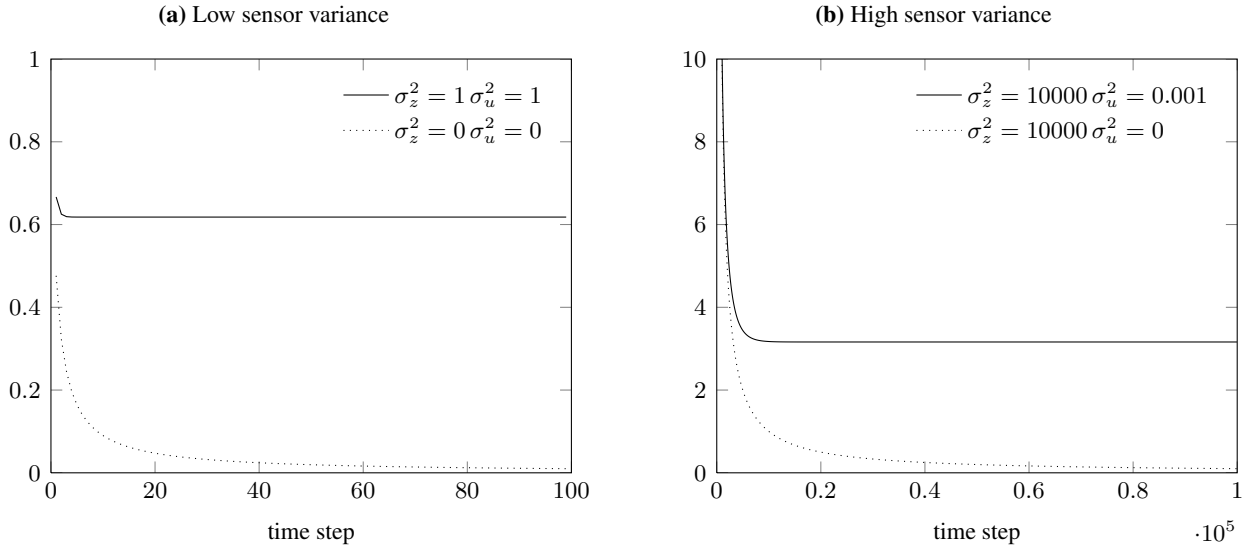 (a) Low sensor variance
1
0.8
0.6
0.4
0.2
0
0 20 40 60 80 100
time step
σ_z^2 = 1 σ_u^2 = 1
σ_z^2 = 0 σ_u^2 = 0
(b) High sensor variance
10
8
6
4
2
0
0 0.2 0.4 0.6 0.8 1
time step
·10^5
σ_z^2 = 10000 σ_u^2 = 0.001
σ_z^2 = 10000 σ_u^2 = 0